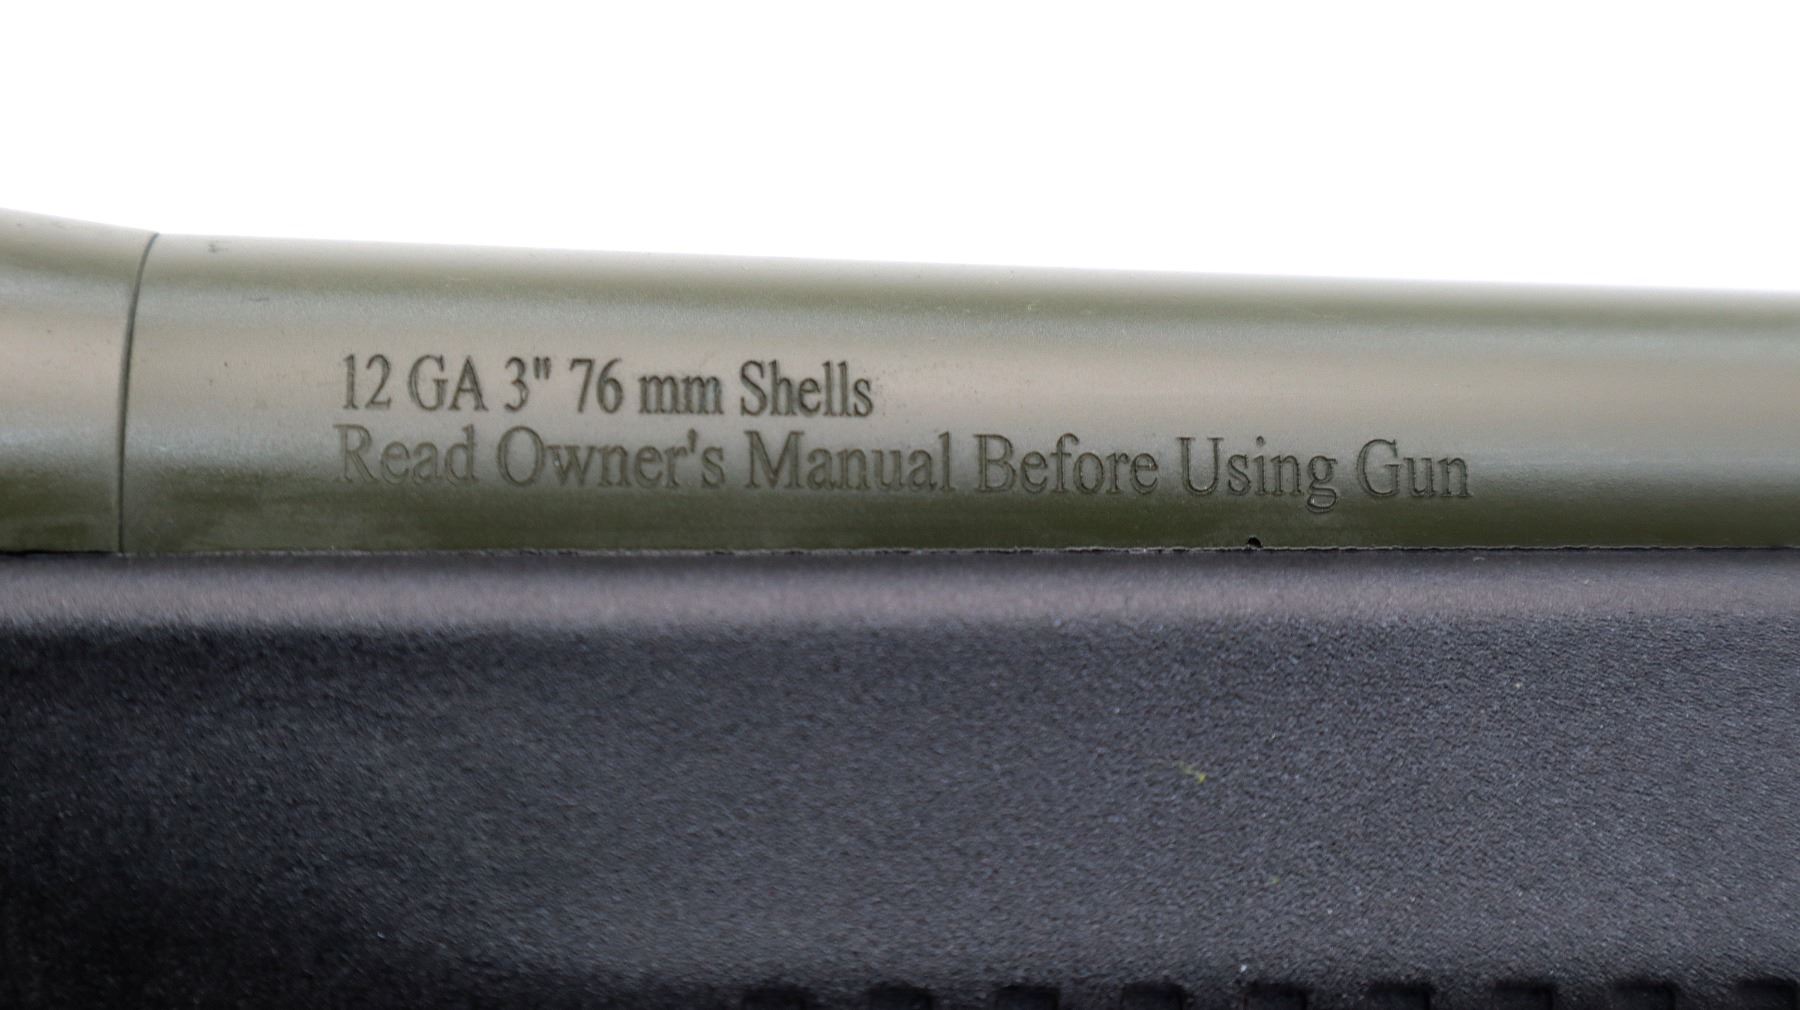 12 GA 3" 76 mm Shells
Read Owner's Manual Before Using Gun